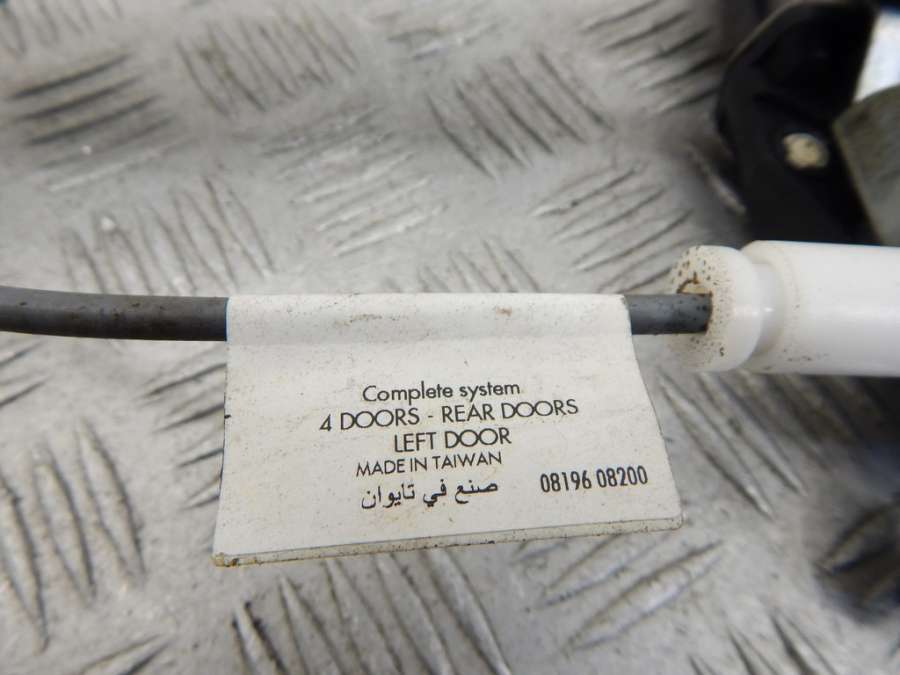 Complete system
4 DOORS - REAR DOORS
LEFT DOOR
MADE IN TAIWAN
صنع في تايوان 08196 08200